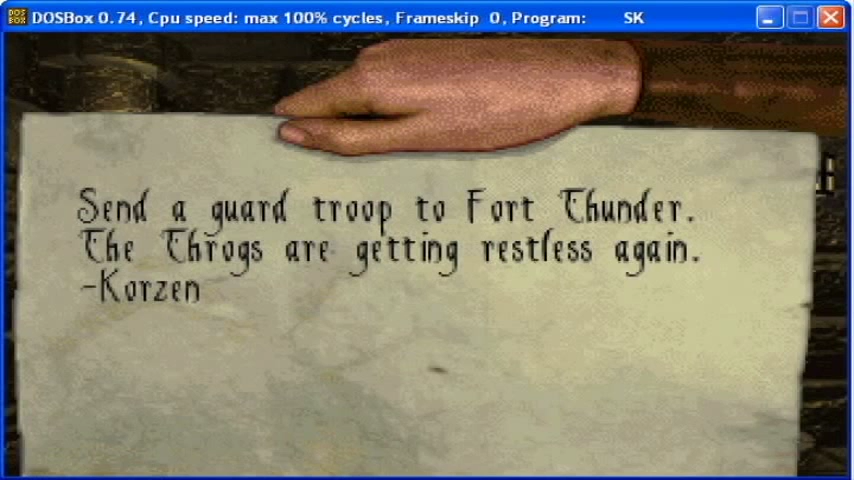 DOSBox 0.74, Cpu speed: max 100% cycles, Frameskip 0, Program: SK
Send a guard troop to Fort Thunder.
The Throgs are getting restless again.
-Korzen